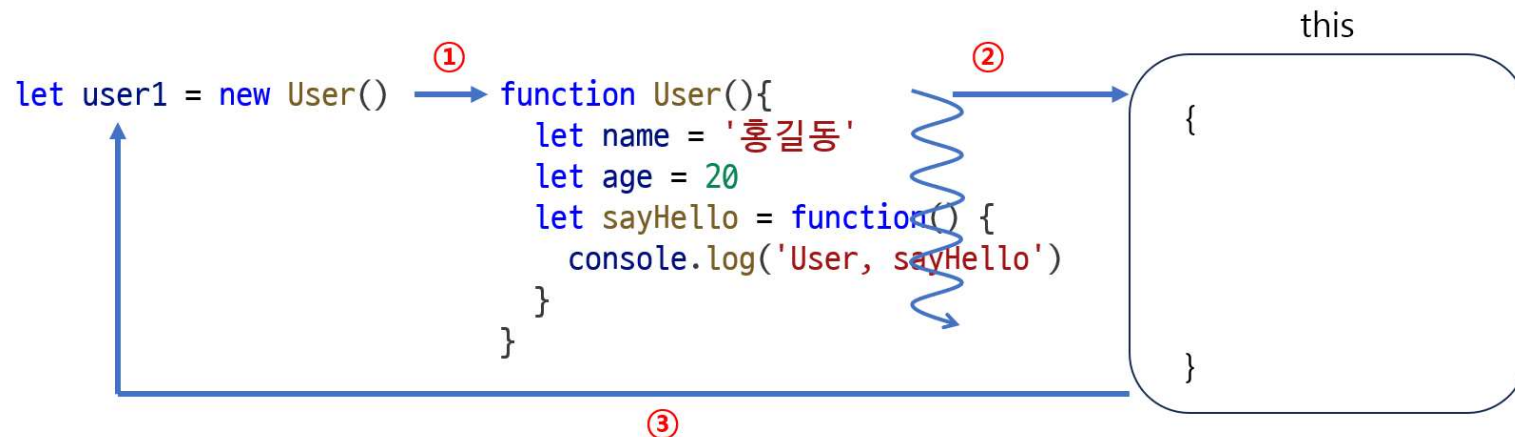 this
① ②
let user1 = new User() function User(){
let name = '홍길동'
let age = 20
let sayHello = function() {
console.log('User, sayHello')
}
}
{
}
③